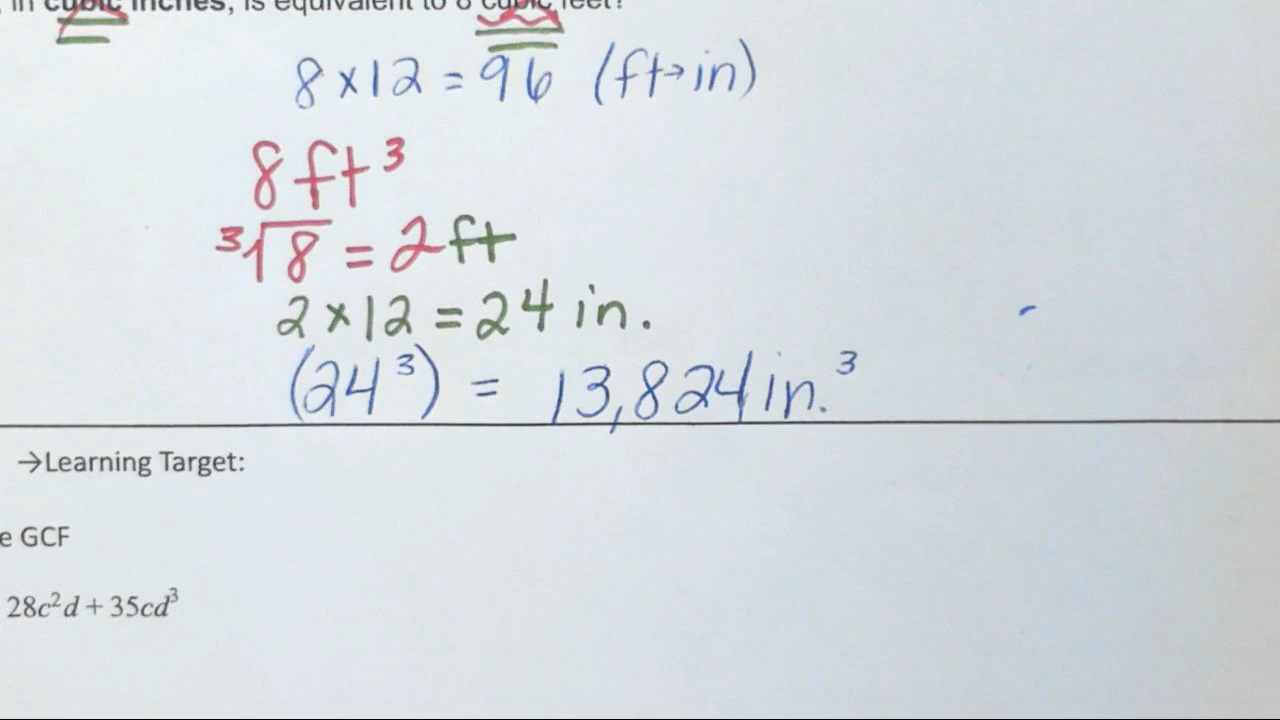 in cubic inches, is equivalent to 8 cubic feet?
8 × 12 = 96 (ft→in)
8 ft³
³√8 = 2 ft
2 × 12 = 24 in.
(24³) = 13,824 in.³
→Learning Target:
e GCF
28c²d + 35cd³